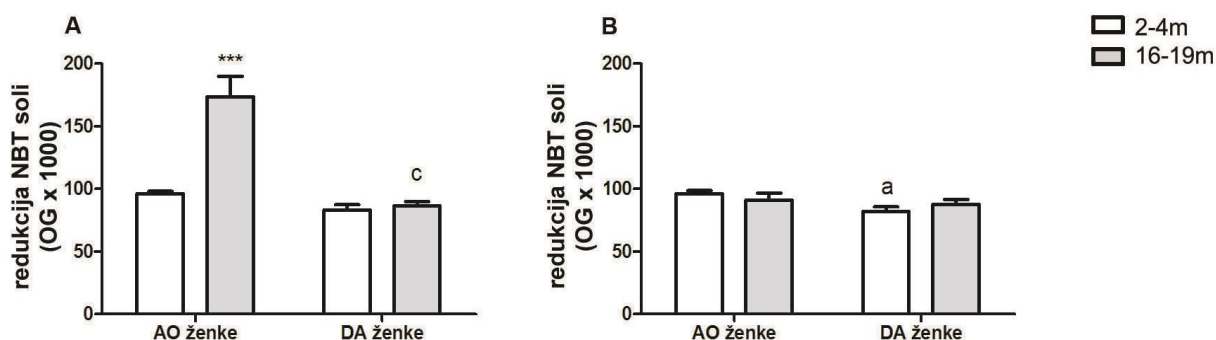 A
redukcija NBT soli
(OG x 1000)
200
150
100
50
0
***
c
AO ženke
DA ženke
B
redukcija NBT soli
(OG x 1000)
200
150
100
50
0
a
AO ženke
DA ženke
2-4m
16-19m